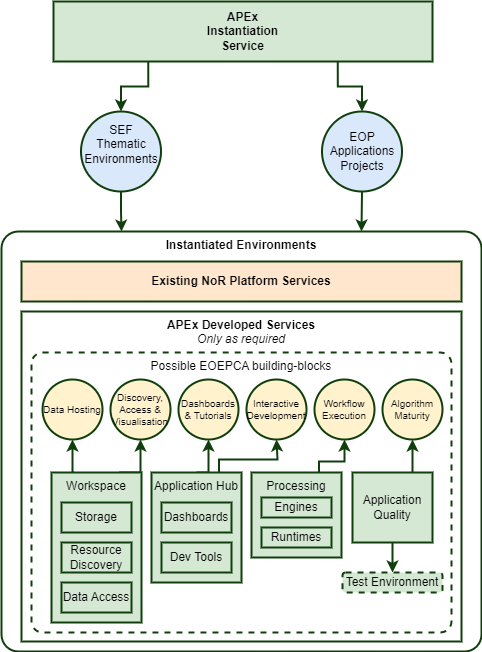 APEx
Instantiation
Service
SEF
Thematic
Environments
EOP
Applications
Projects
Instantiated Environments
Existing NoR Platform Services
APEx Developed Services
Only as required
Possible EOEPCA building-blocks
Data Hosting
Discovery,
Access &
Visualisation
Dashboards
& Tutorials
Interactive
Development
Workflow
Execution
Algorithm
Maturity
Workspace
Storage
Resource
Discovery
Data Access
Application Hub
Dashboards
Dev Tools
Processing
Engines
Runtimes
Application
Quality
Test Environment